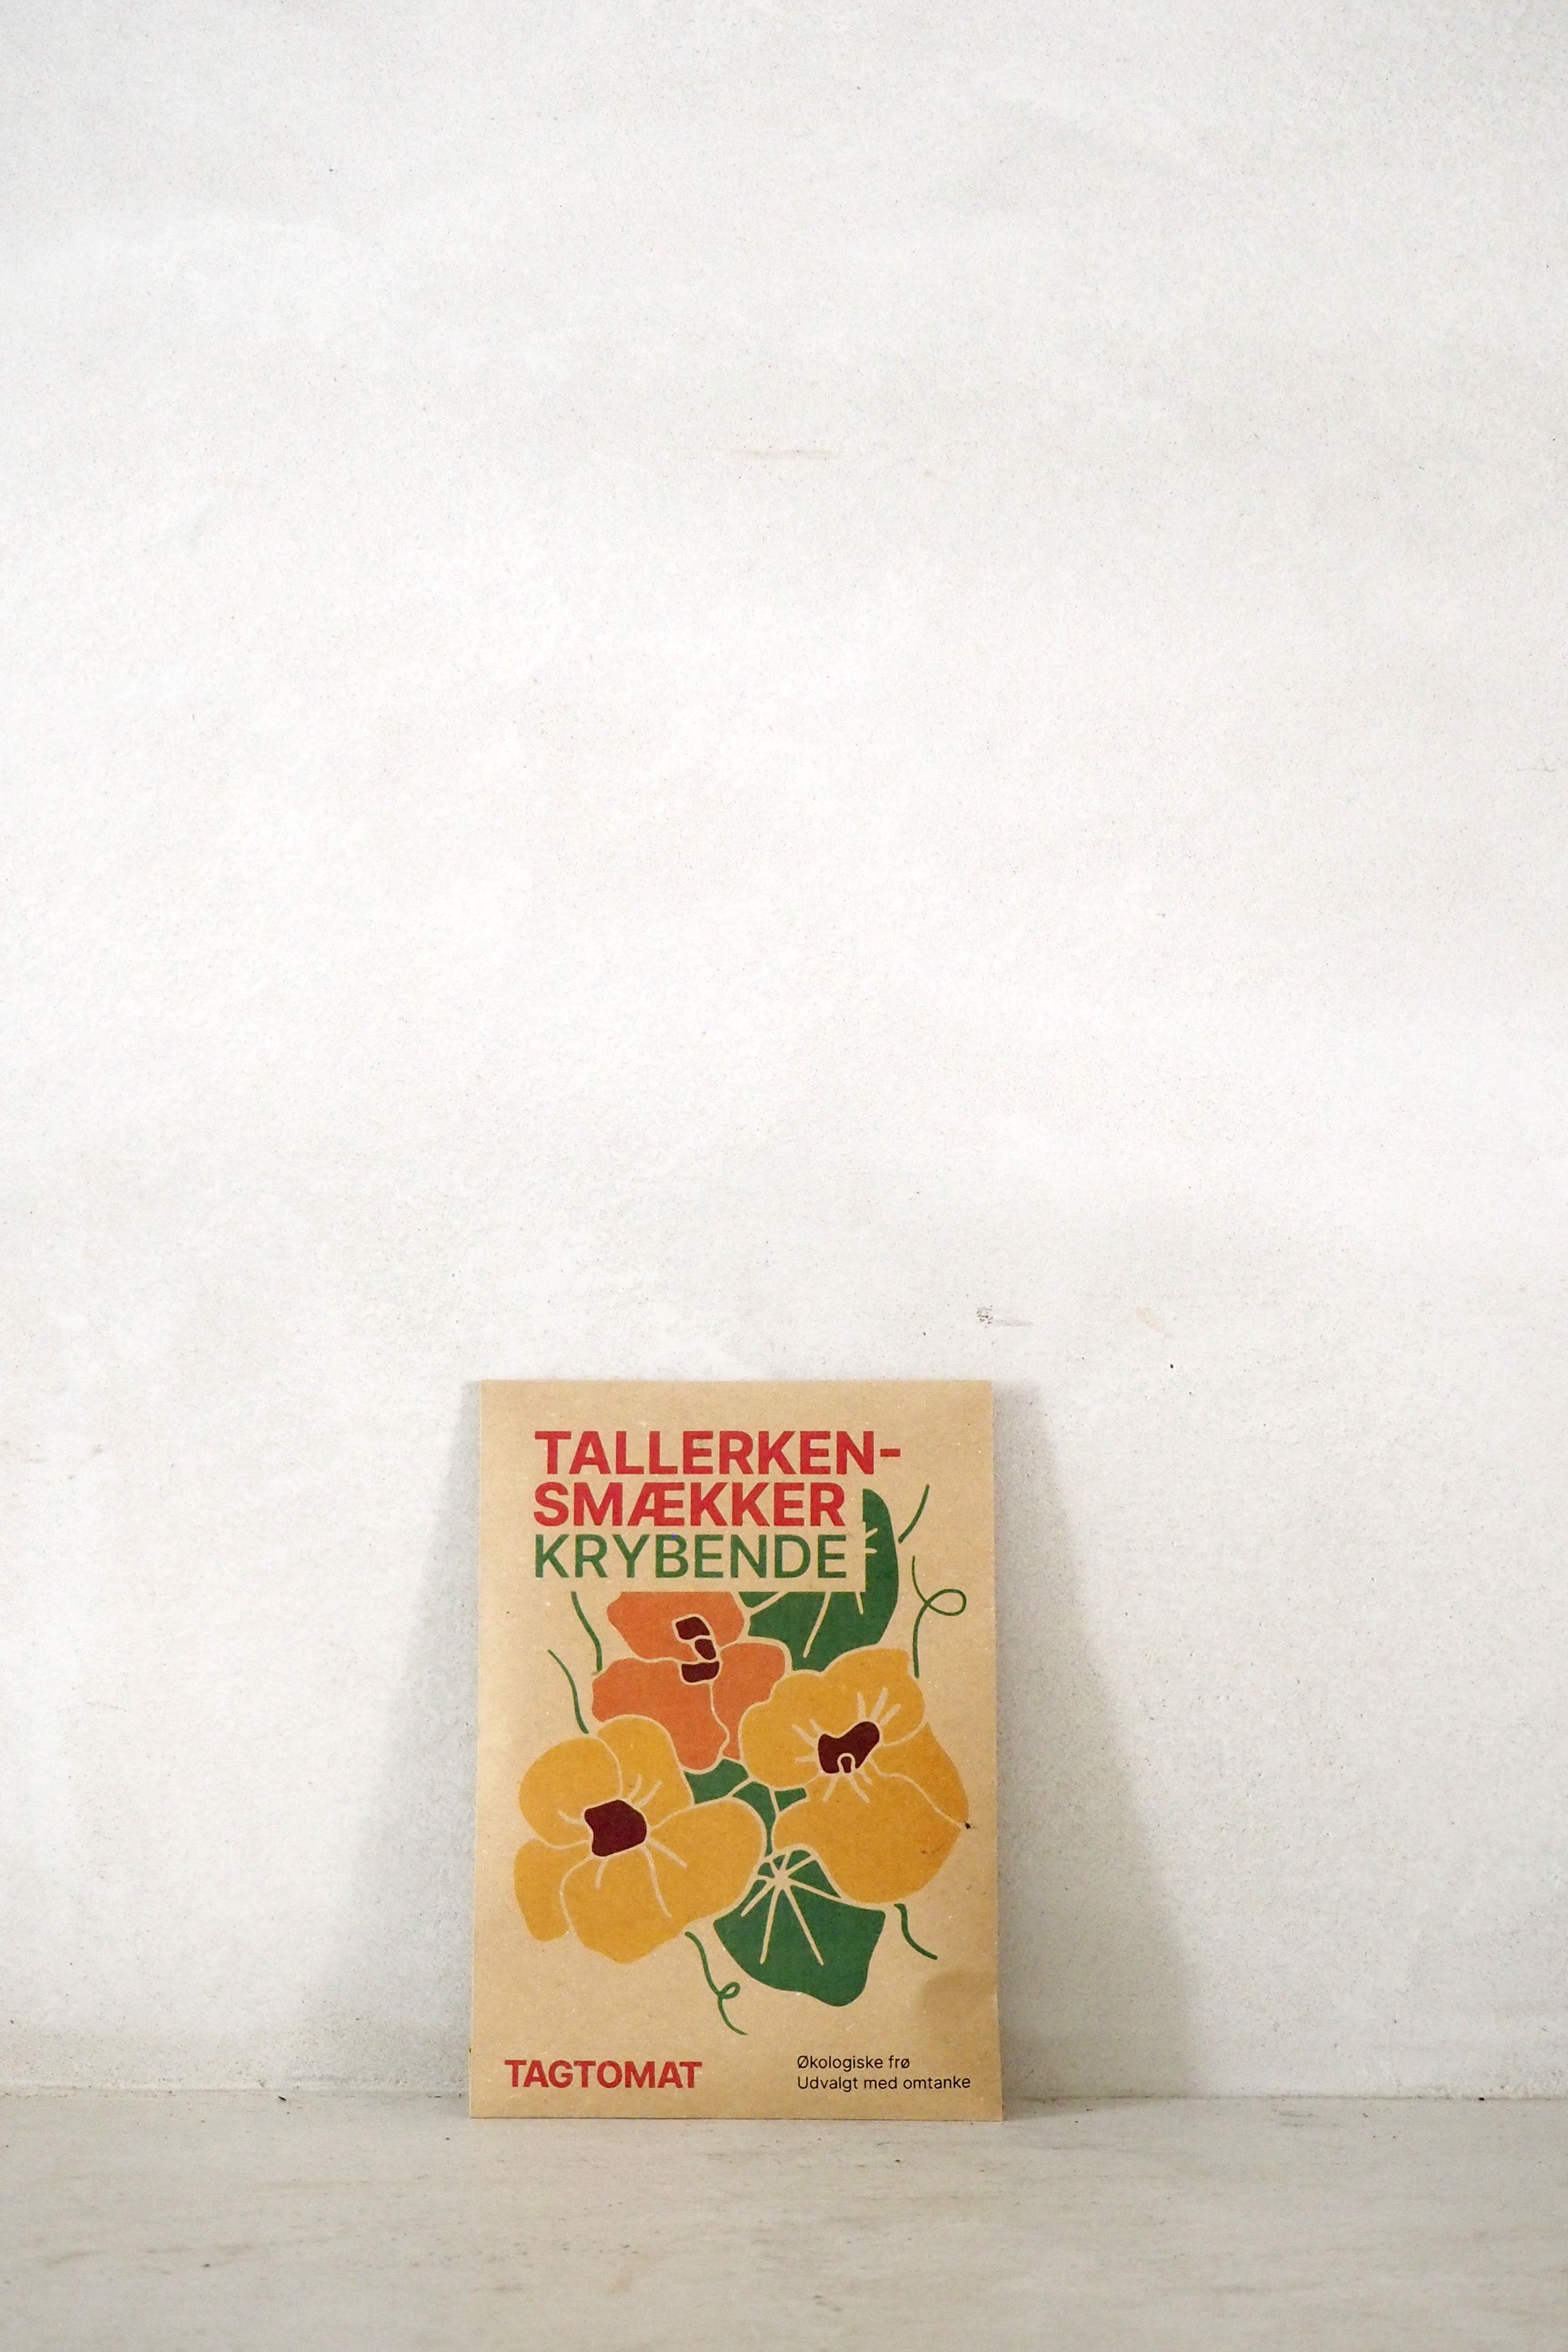 TALLERKEN-
SMÆKKER
KRYBENDE
TAGTOMAT
Økologiske frø
Udvalgt med omtanke